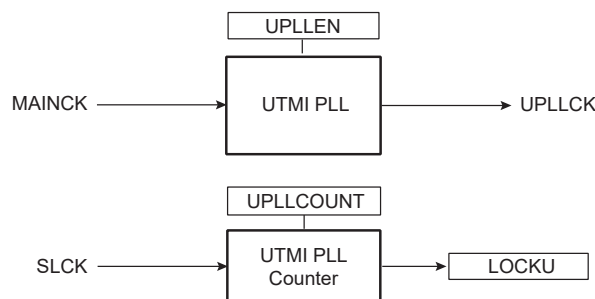 UPLLEN
MAINCK
UTMI PLL
UPLLCK
UPLLCOUNT
SLCK
UTMI PLL
Counter
LOCKU